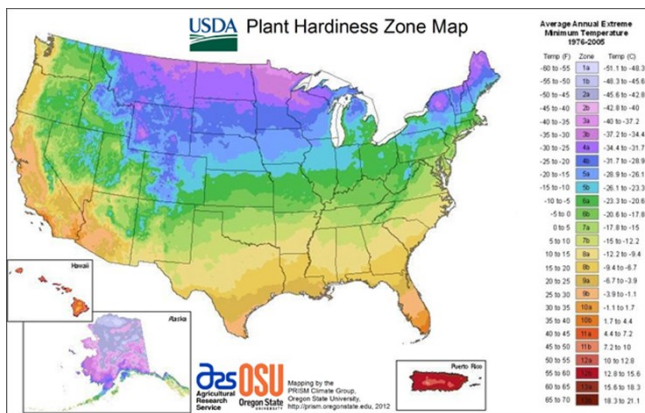 USDA
Plant Hardiness Zone Map
Average Annual Extreme
Minimum Temperature
1976-2005
Temp (F) Zone Temp (C)
-60 to -55 1a -51.1 to -48.3
-55 to -50 1b -48.3 to -45.6
-50 to -45 2a -45.6 to -42.8
-45 to -40 2b -42.8 to -40
-40 to -35 3a -40 to -37.2
-35 to -30 3b -37.2 to -34.4
-30 to -25 4a -34.4 to -31.7
-25 to -20 4b -31.7 to -28.9
-20 to -15 5a -28.9 to -26.1
-15 to -10 5b -26.1 to -23.3
-10 to -5 6a -23.3 to -20.6
-5 to 0 6b -20.6 to -17.8
0 to 5 7a -17.8 to -15
5 to 10 7b -15 to -12.2
10 to 15 8a -12.2 to -9.4
15 to 20 8b -9.4 to -6.7
20 to 25 9a -6.7 to -3.9
25 to 30 9b -3.9 to -1.1
30 to 35 10a -1.1 to 1.7
35 to 40 10b 1.7 to 4.4
40 to 45 11a 4.4 to 7.2
45 to 50 11b 7.2 to 10
50 to 55 12a 10 to 12.8
55 to 60 12.8 to 15.6
60 to 65 15.6 to 18.3
65 to 70 18.3 to 21.1
Hawaii
Alaska
Puerto Rico
ars
Agricultural
Research
Service
OSU
Oregon State
UNIVERSITY
Mapping by the
PRISM Climate Group,
Oregon State University,
http://prism.oregonstate.edu, 2012